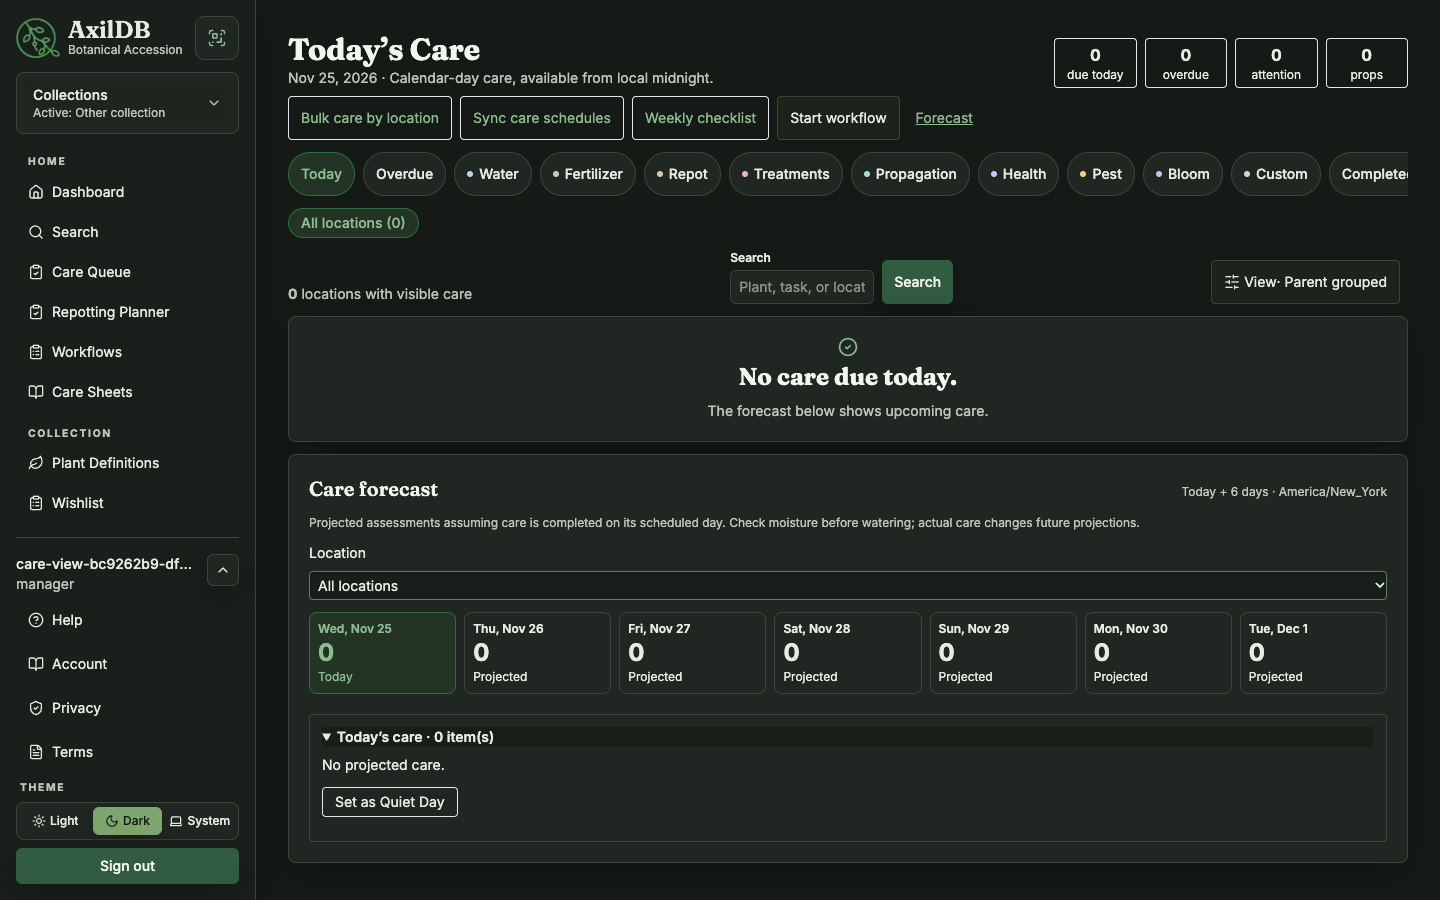 AxilDB
Botanical Accession
Collections
Active: Other collection
HOME
Dashboard
Search
Care Queue
Repotting Planner
Workflows
Care Sheets
COLLECTION
Plant Definitions
Wishlist
care-view-bc9262b9-df...
manager
Help
Account
Privacy
Terms
THEME
Light Dark System
Sign out
Today’s Care
Nov 25, 2026 · Calendar-day care, available from local midnight.
0 due today
0 overdue
0 attention
0 props
Bulk care by location Sync care schedules Weekly checklist Start workflow Forecast
Today Overdue Water Fertilizer Repot Treatments Propagation Health Pest Bloom Custom Complete
All locations (0)
0 locations with visible care
Search
Plant, task, or locat
Search
View· Parent grouped
No care due today.
The forecast below shows upcoming care.
Care forecast
Today + 6 days · America/New_York
Projected assessments assuming care is completed on its scheduled day. Check moisture before watering; actual care changes future projections.
Location
All locations
Wed, Nov 25
0
Today
Thu, Nov 26
0
Projected
Fri, Nov 27
0
Projected
Sat, Nov 28
0
Projected
Sun, Nov 29
0
Projected
Mon, Nov 30
0
Projected
Tue, Dec 1
0
Projected
▼ Today’s care · 0 item(s)
No projected care.
Set as Quiet Day